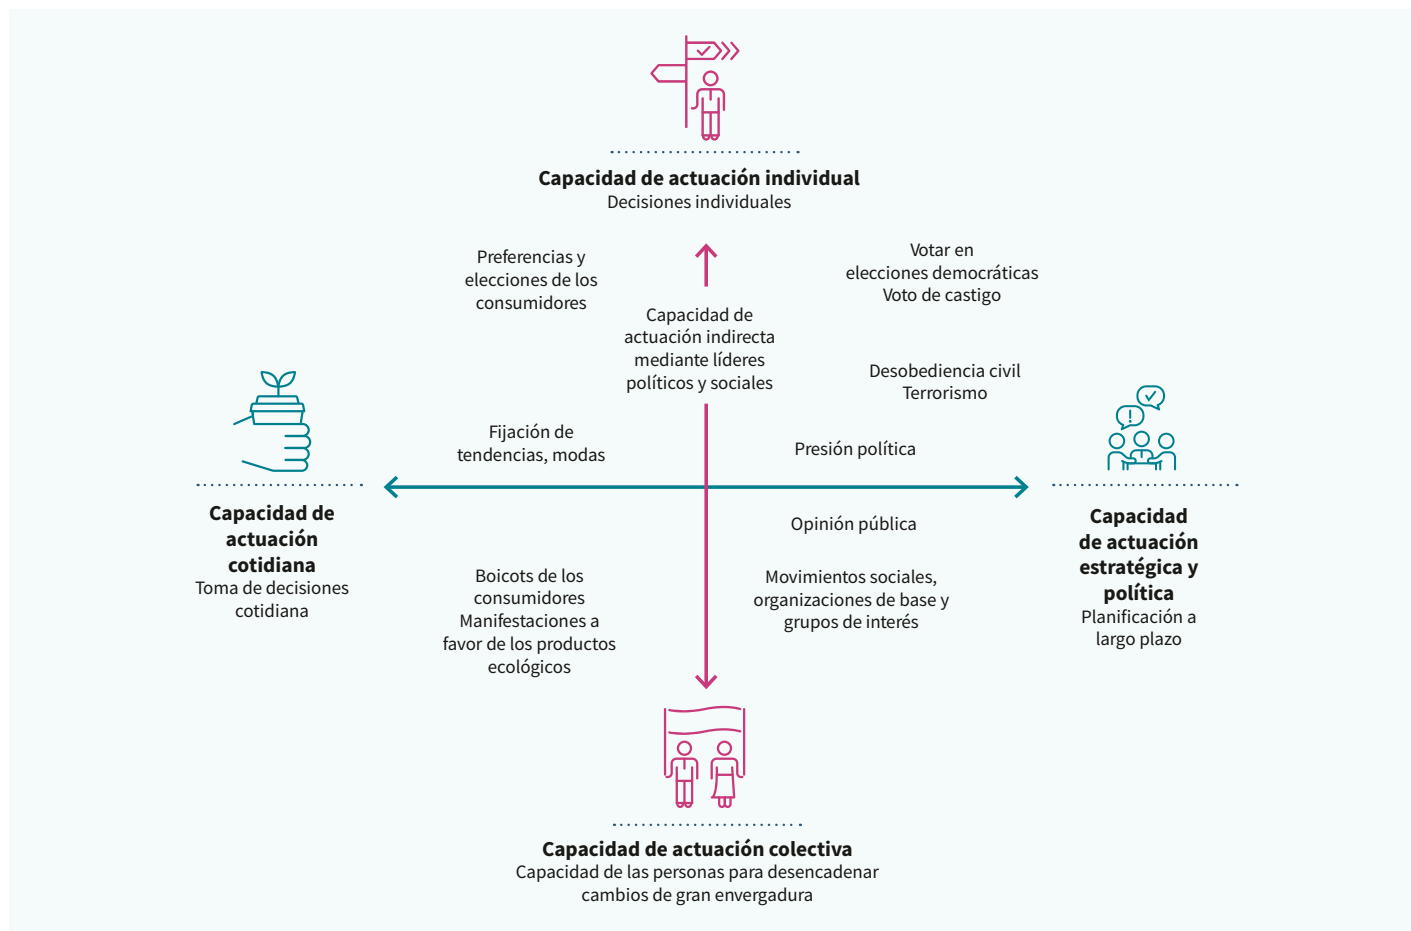 Capacidad de actuación individual
Decisiones individuales
Preferencias y
elecciones de los
consumidores
Votar en
elecciones democráticas
Voto de castigo
Capacidad de
actuación indirecta
mediante líderes
políticos y sociales
Desobediencia civil
Terrorismo
Fijación de
tendencias, modas
Presión política
Capacidad de
actuación
cotidiana
Toma de decisiones
cotidiana
Capacidad
de actuación
estratégica y
política
Planificación a
largo plazo
Opinión pública
Boicots de los
consumidores
Manifestaciones a
favor de los productos
ecológicos
Movimientos sociales,
organizaciones de base y
grupos de interés
Capacidad de actuación colectiva
Capacidad de las personas para desencadenar
cambios de gran envergadura